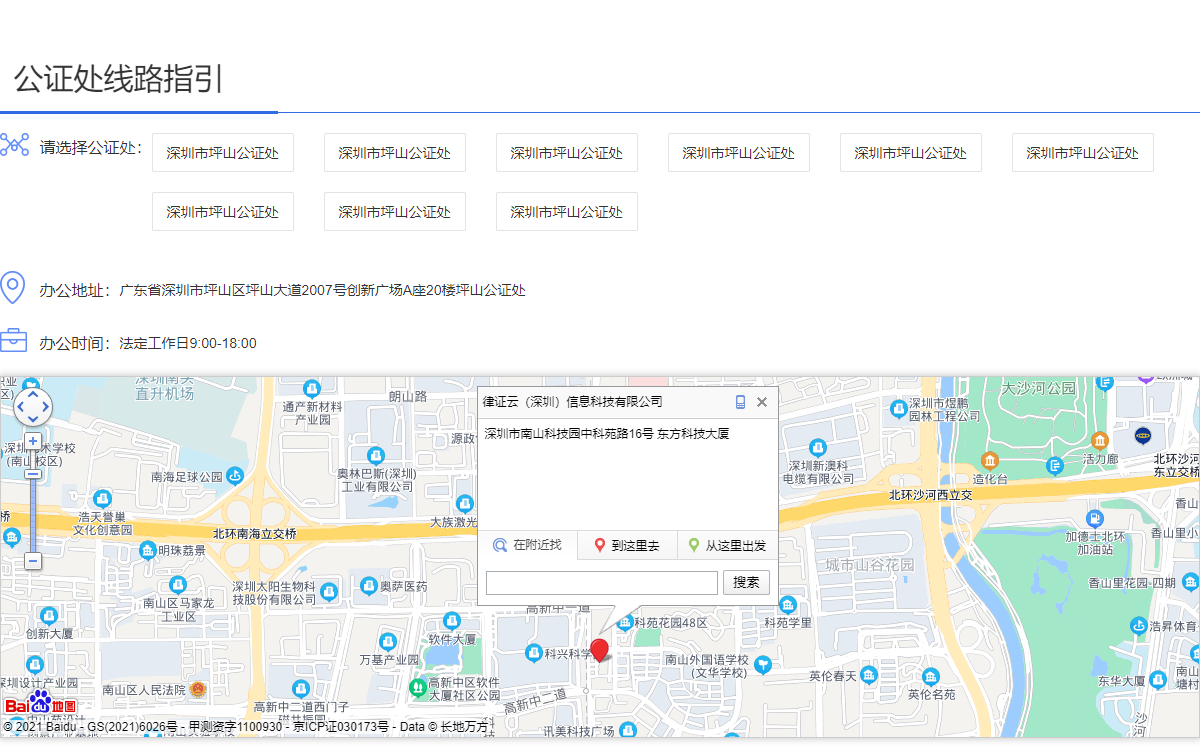 公证处线路指引
请选择公证处：
深圳市坪山公证处 深圳市坪山公证处 深圳市坪山公证处 深圳市坪山公证处 深圳市坪山公证处 深圳市坪山公证处
深圳市坪山公证处 深圳市坪山公证处 深圳市坪山公证处
办公地址：广东省深圳市坪山区坪山大道2007号创新广场A座20楼坪山公证处
办公时间：法定工作日9:00-18:00
直升机场
通产新材料
产业园
朗山路
律证云（深圳）信息科技有限公司
深圳市南山科技园中科苑路16号 东方科技大厦
在附近找
到这里去
从这里出发
搜索
大沙河公园
深圳市煜鹏
园林工程公司
活力廊
造化台
北环沙河
东立交桥
深圳新澳科
电缆有限公司
北环沙河西立交
(南山校区)
南海足球公园
奥林巴斯(深圳)
工业有限公司
源政
大族激光
浩天誉巢
文化创意园
北环南海立交桥
桥
明珠荔景
深圳太阳生物科
技股份有限公司
奥萨医药
南山区马家龙
工业区
创新大厦
城市山谷花园
加德士北环
加油站
香山
香山里小
香山里花园-四期
浩昇体育
科苑花园48区
科苑学里
高新中一道
软件大厦
万基产业园
科兴科学
南山外国语学校
(文华学校)
英伦春天
英伦名苑
东华大厦
南山
塘村
深圳设计产业园
南山区人民法院
高新中区软件
大厦社区公园
高新中二道西门子
高新中二道
讯美科技广场
沙
河
Bai du 地图
© 2021 Baidu - GS(2021)6026号 - 甲测资字1100930 - 京ICP证030173号 - Data © 长地万方